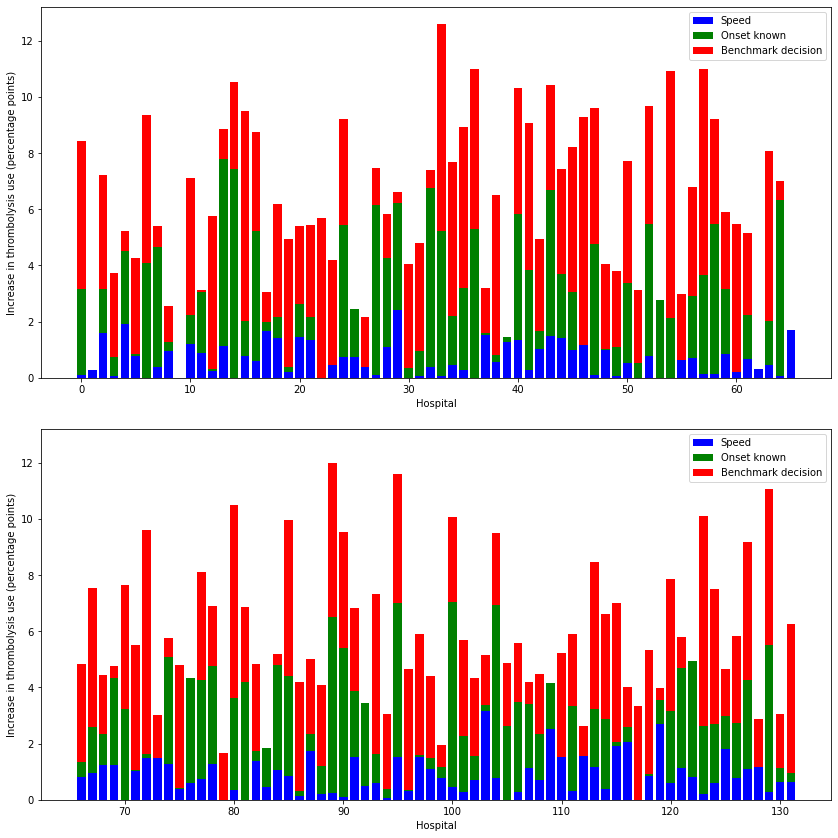 Increase in thrombolysis use (percentage points)
12
10
8
6
4
2
0
Speed
Onset known
Benchmark decision
0 10 20 30 40 50 60
Hospital
Increase in thrombolysis use (percentage points)
12
10
8
6
4
2
0
Speed
Onset known
Benchmark decision
70 80 90 100 110 120 130
Hospital